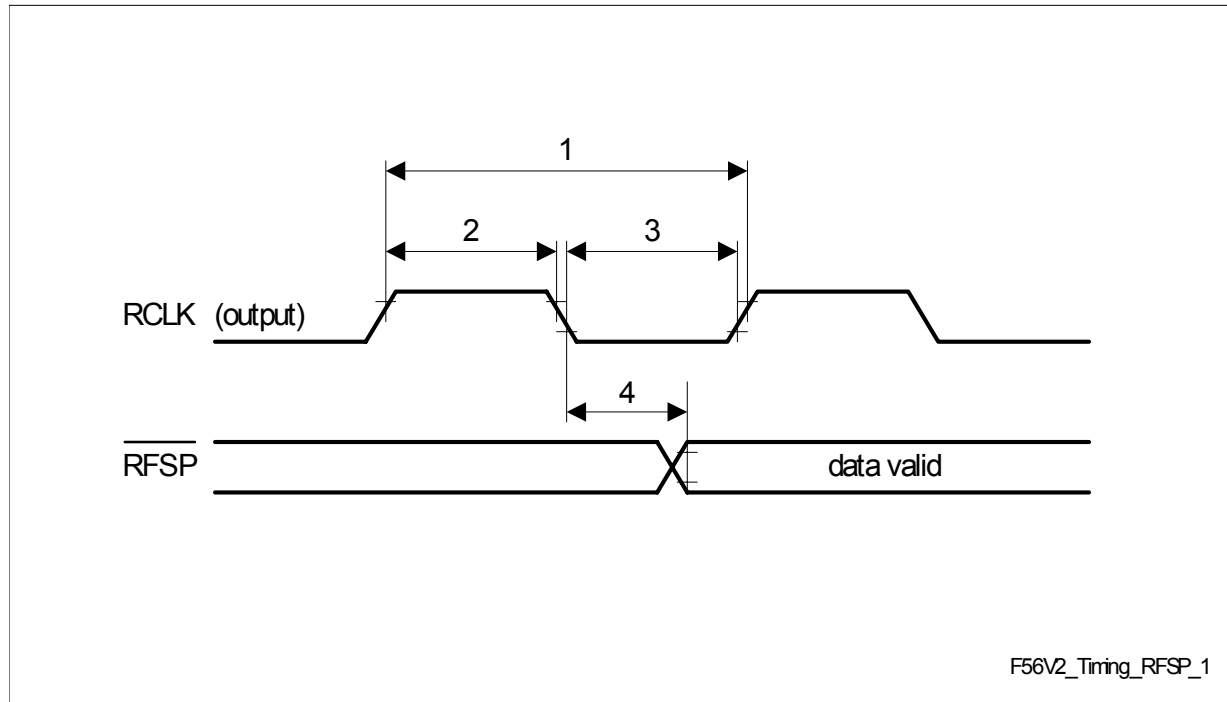 1
2
3
RCLK (output)
4
RFSP
data valid
F56V2_Timing_RFSP_1